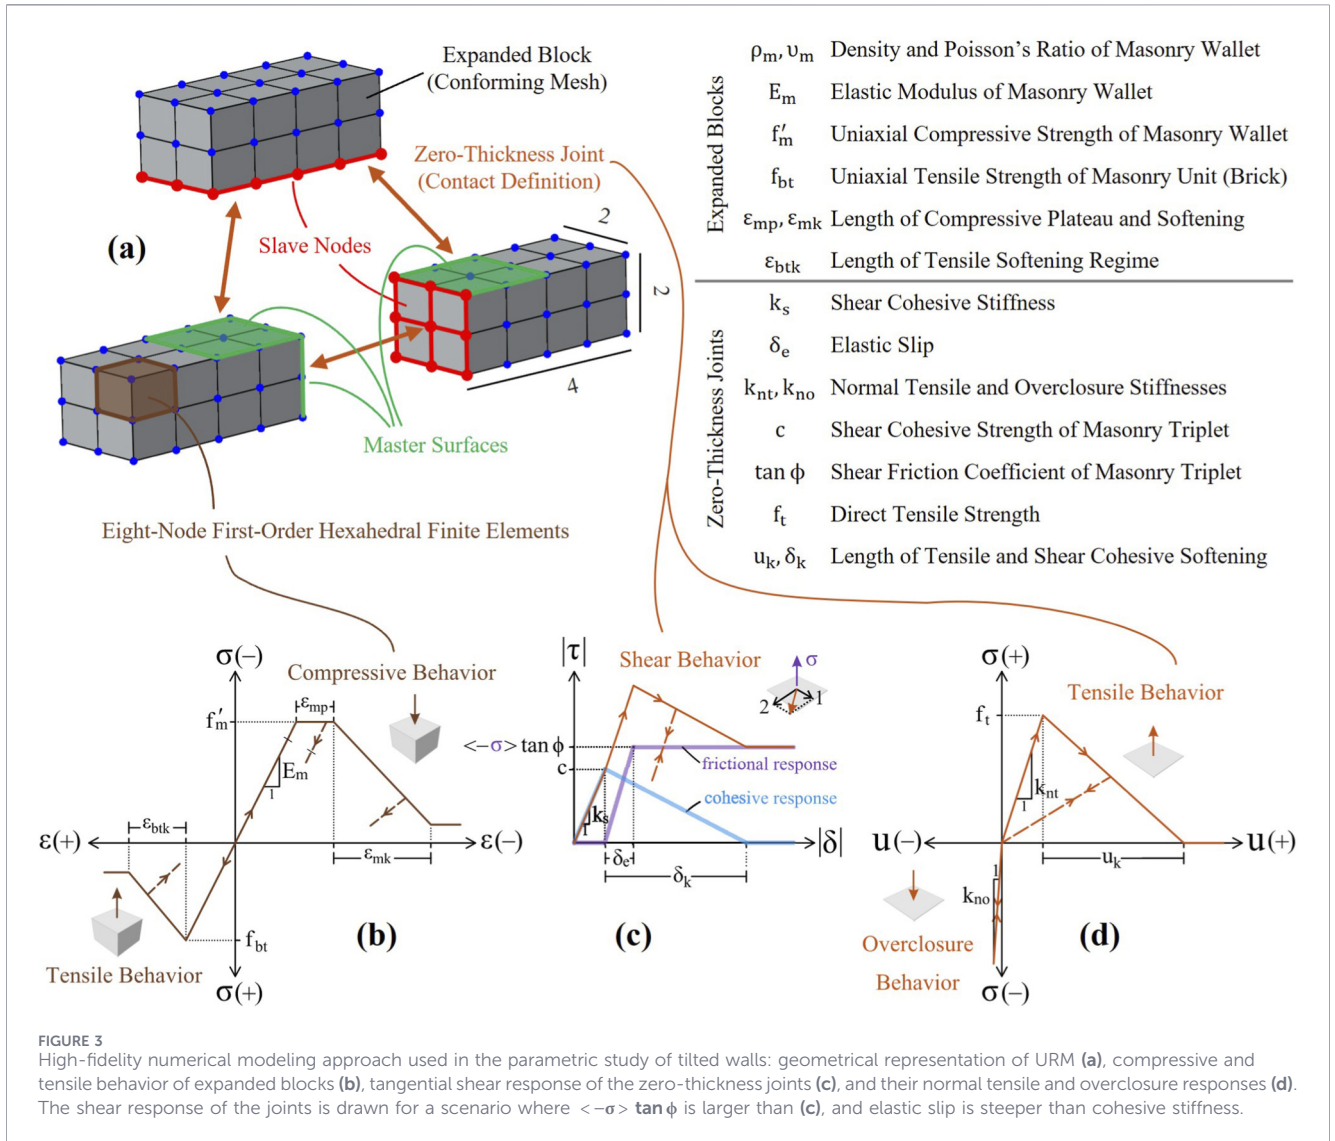 Expanded Block
(Conforming Mesh)
Zero-Thickness Joint
(Contact Definition)
(a)
Slave Nodes
2
2
4
Master Surfaces
Eight-Node First-Order Hexahedral Finite Elements
Expanded Blocks
ρm, υm Density and Poisson's Ratio of Masonry Wallet
Em Elastic Modulus of Masonry Wallet
f′m Uniaxial Compressive Strength of Masonry Wallet
fbt Uniaxial Tensile Strength of Masonry Unit (Brick)
εmp, εmk Length of Compressive Plateau and Softening
εbtk Length of Tensile Softening Regime
Zero-Thickness Joints
ks Shear Cohesive Stiffness
δe Elastic Slip
knt, kno Normal Tensile and Overclosure Stiffnesses
c Shear Cohesive Strength of Masonry Triplet
tan ϕ Shear Friction Coefficient of Masonry Triplet
ft Direct Tensile Strength
uk, δk Length of Tensile and Shear Cohesive Softening
σ(−)
Compressive Behavior
εmp
f′m
Em
1
εbtk
ε(+)
ε(−)
εmk
fbt
Tensile Behavior
σ(+)
(b)
|τ|
Shear Behavior
σ
2
1
<−σ> tan ϕ
frictional response
c
cohesive response
ks
1
|δ|
δe
δk
(c)
σ(+)
Tensile Behavior
ft
knt
1
u(−)
u(+)
1
uk
kno
Overclosure
Behavior
σ(−)
(d)
FIGURE 3
High-fidelity numerical modeling approach used in the parametric study of tilted walls: geometrical representation of URM (a), compressive and
tensile behavior of expanded blocks (b), tangential shear response of the zero-thickness joints (c), and their normal tensile and overclosure responses (d).
The shear response of the joints is drawn for a scenario where <−σ> tan ϕ is larger than (c), and elastic slip is steeper than cohesive stiffness.